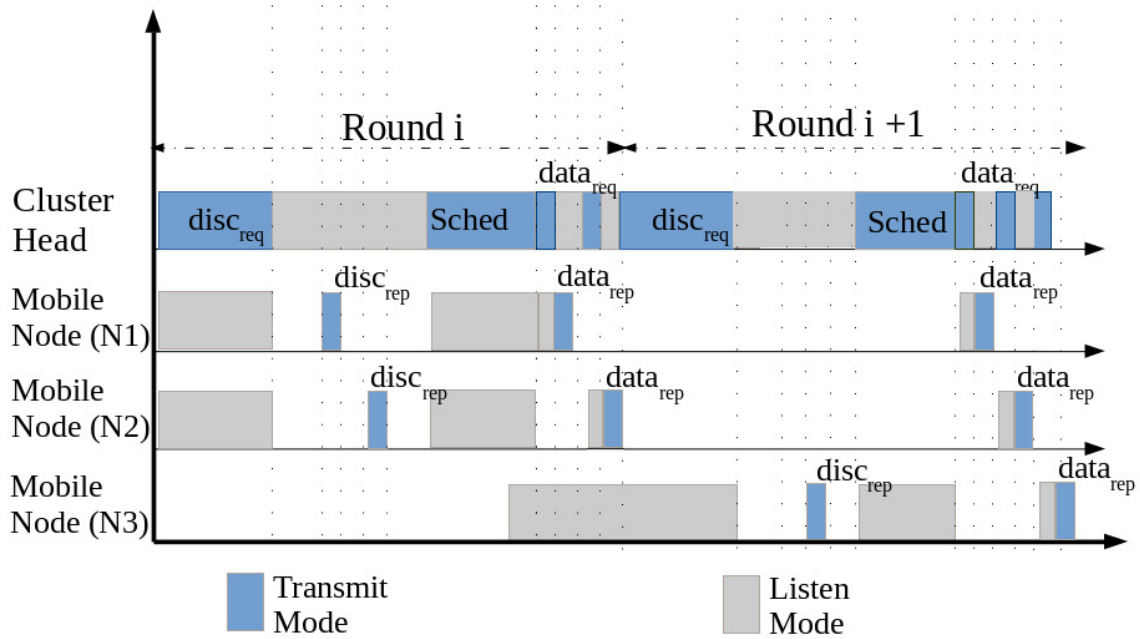 Round i
Round i +1
data_req
data_req
Cluster
Head
disc_req
Sched
disc_req
Sched
disc_rep
data_rep
data_rep
Mobile
Node (N1)
disc_rep
data_rep
data_rep
Mobile
Node (N2)
disc_rep
data_rep
Mobile
Node (N3)
Transmit
Mode
Listen
Mode